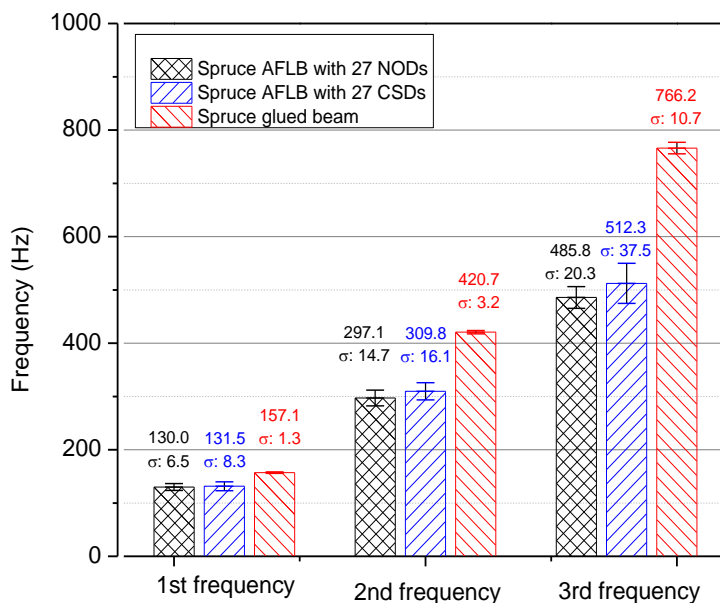 1000
800
600
400
200
0
Frequency (Hz)
Spruce AFLB with 27 NODs
Spruce AFLB with 27 CSDs
Spruce glued beam
130.0
σ: 6.5
131.5
σ: 8.3
157.1
σ: 1.3
297.1
σ: 14.7
309.8
σ: 16.1
420.7
σ: 3.2
485.8
σ: 20.3
512.3
σ: 37.5
766.2
σ: 10.7
1st frequency
2nd frequency
3rd frequency